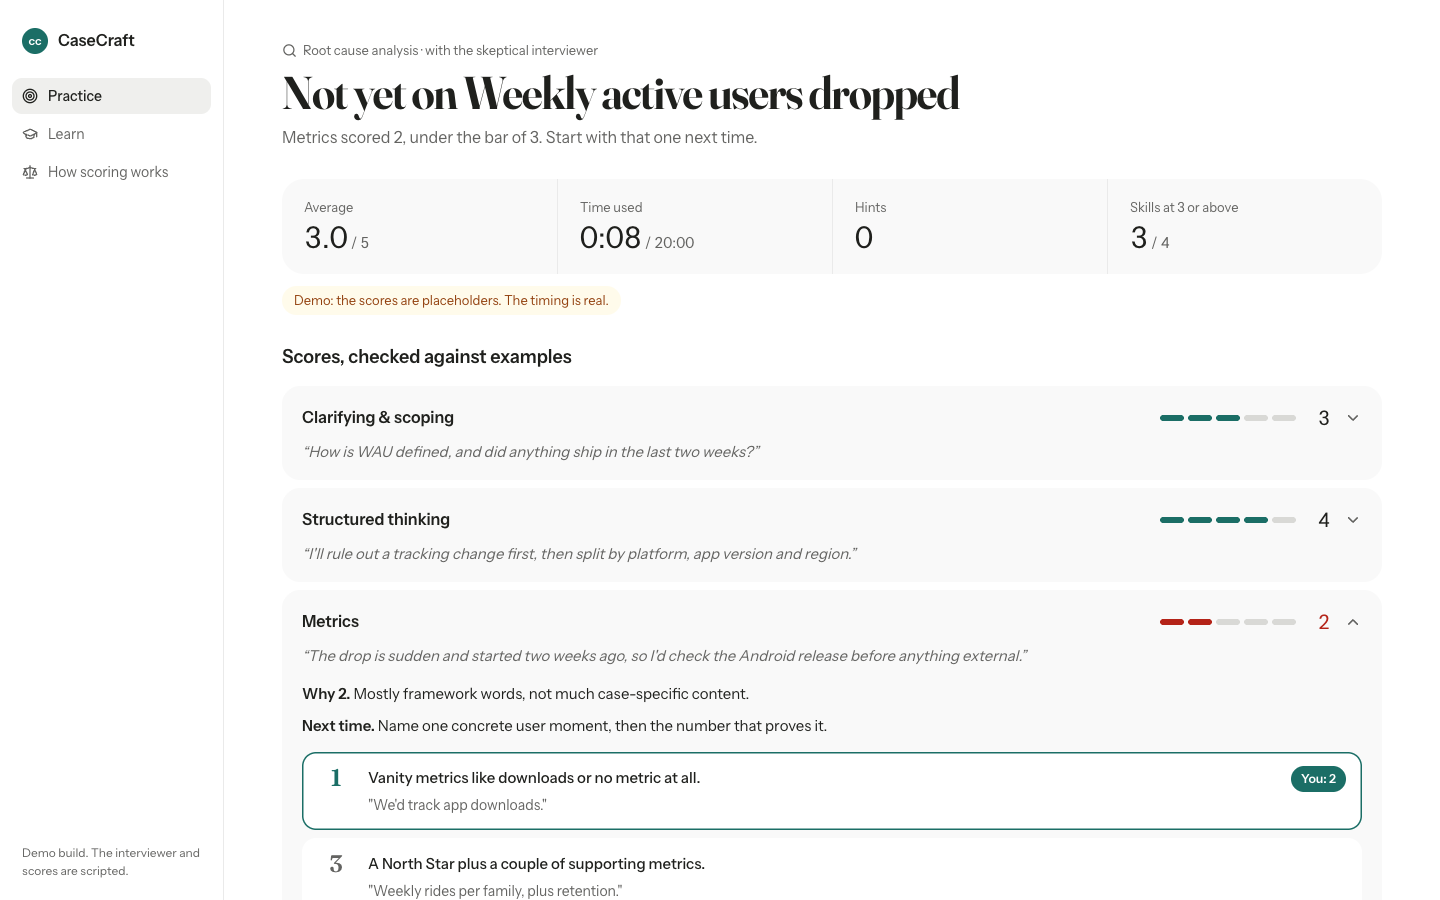 CC CaseCraft
Practice
Learn
How scoring works
Demo build. The interviewer and
scores are scripted.
Root cause analysis · with the skeptical interviewer
Not yet on Weekly active users dropped
Metrics scored 2, under the bar of 3. Start with that one next time.
Average
3.0 / 5
Time used
0:08 / 20:00
Hints
0
Skills at 3 or above
3 / 4
Demo: the scores are placeholders. The timing is real.
Scores, checked against examples
Clarifying & scoping
3
“How is WAU defined, and did anything ship in the last two weeks?”
Structured thinking
4
“I’ll rule out a tracking change first, then split by platform, app version and region.”
Metrics
2
“The drop is sudden and started two weeks ago, so I’d check the Android release before anything external.”
Why 2. Mostly framework words, not much case-specific content.
Next time. Name one concrete user moment, then the number that proves it.
1 Vanity metrics like downloads or no metric at all.
You: 2
"We'd track app downloads."
3 A North Star plus a couple of supporting metrics.
"Weekly rides per family, plus retention."